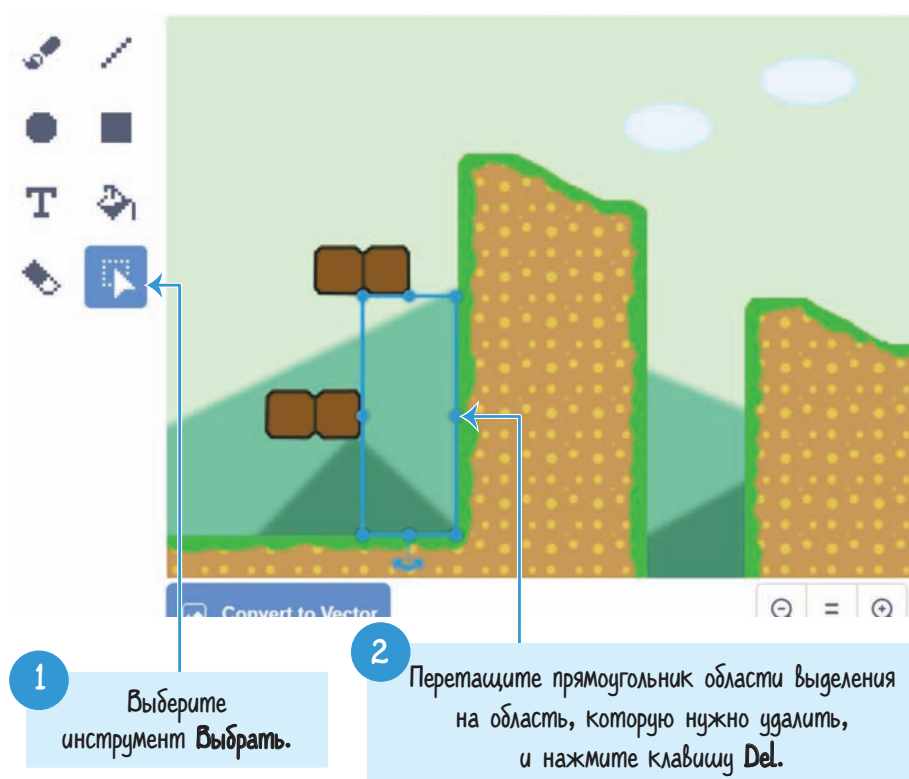 T
Convert to Vector
=
1
Выберите
инструмент Выбрать.
2
Перетащите прямоугольник области выделения
на область, которую нужно удалить,
и нажмите клавишу Del.